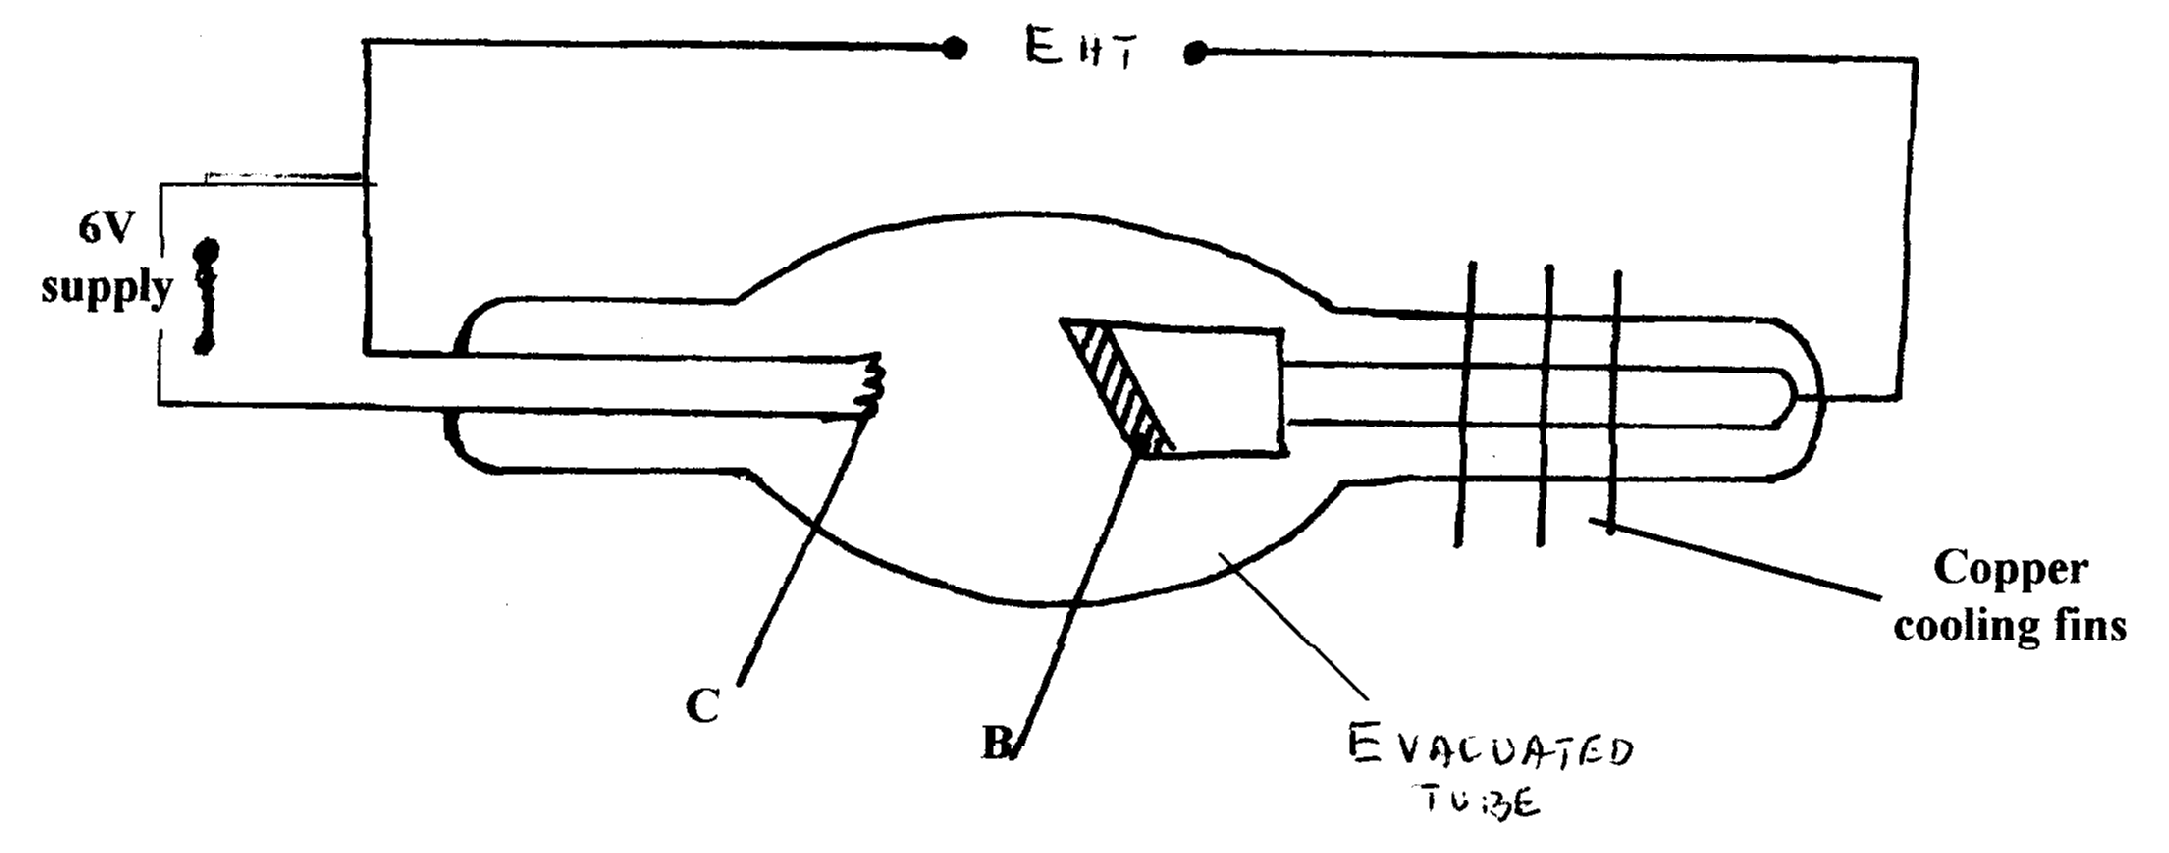 EHT
6V
supply
Copper
cooling fins
C
B
EVACUATED
TUBE